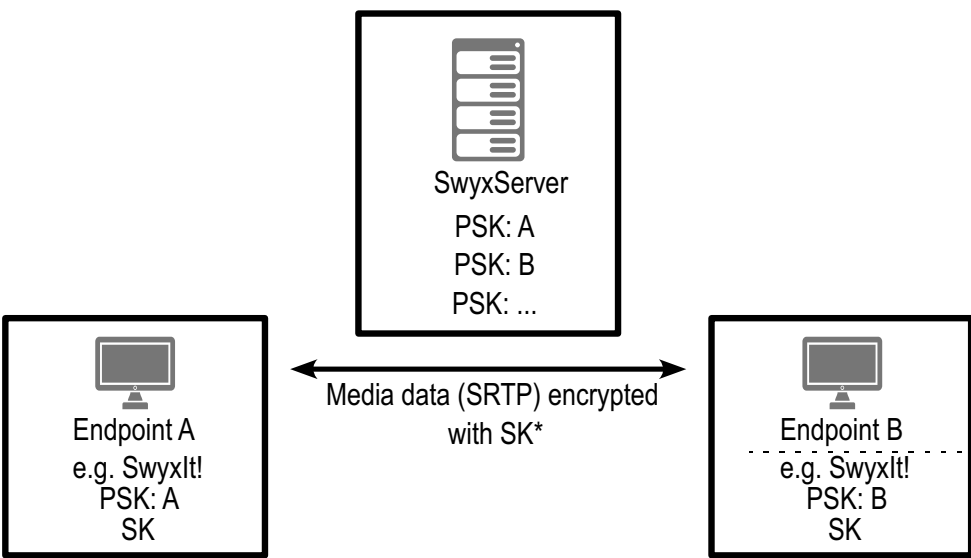 SwyxServer
PSK: A
PSK: B
PSK: ...
Media data (SRTP) encrypted
with SK*
Endpoint A
e.g. SwyxIt!
PSK: A
SK
Endpoint B
e.g. SwyxIt!
PSK: B
SK